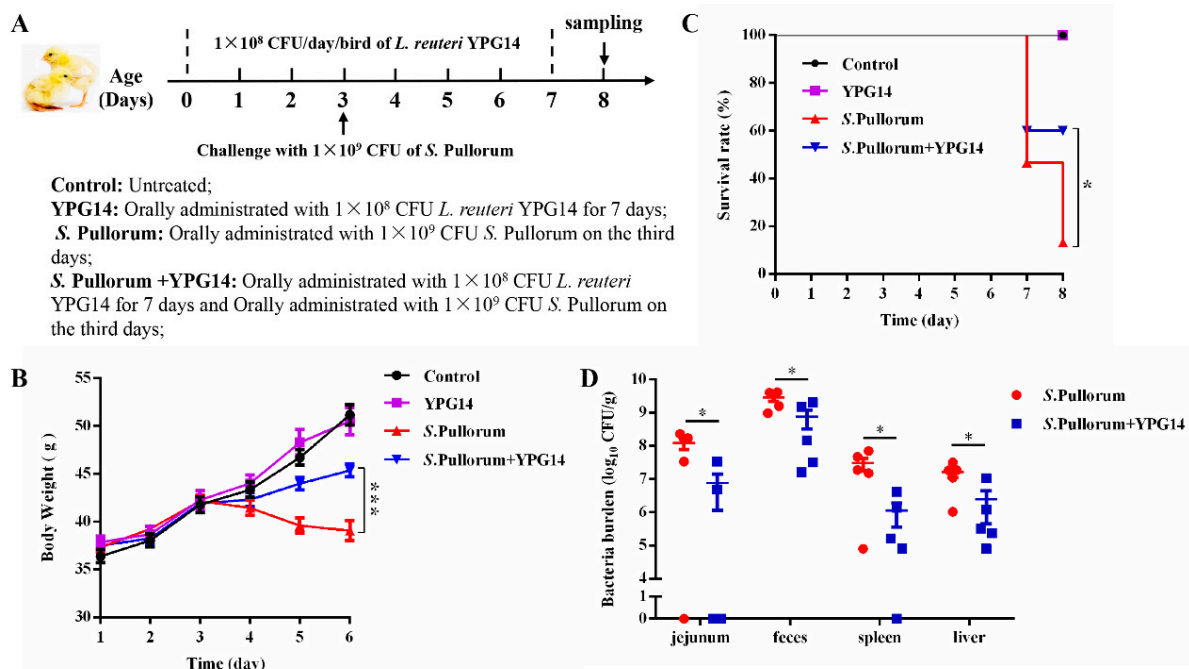 A
1×10⁸ CFU/day/bird of L. reuteri YPG14
sampling
Age
(Days)
0 1 2 3 4 5 6 7 8
Challenge with 1×10⁹ CFU of S. Pullorum
Control: Untreated;
YPG14: Orally administrated with 1×10⁸ CFU L. reuteri YPG14 for 7 days;
S. Pullorum: Orally administrated with 1×10⁹ CFU S. Pullorum on the third
days;
S. Pullorum +YPG14: Orally administrated with 1×10⁸ CFU L. reuteri
YPG14 for 7 days and Orally administrated with 1×10⁹ CFU S. Pullorum on
the third days;
C
Survival rate (%)
100
80
60
40
20
0
Control
YPG14
S.Pullorum
S.Pullorum+YPG14
*
0 1 2 3 4 5 6 7 8
Time (day)
B
Body Weight ( g )
55
50
45
40
35
30
Control
YPG14
S.Pullorum
S.Pullorum+YPG14
***
1 2 3 4 5 6
Time (day)
D
Bacteria burden (log₁₀ CFU/g)
10
9
8
7
6
5
4
1
0
* * * *
S.Pullorum
S.Pullorum+YPG14
jejunum feces spleen liver